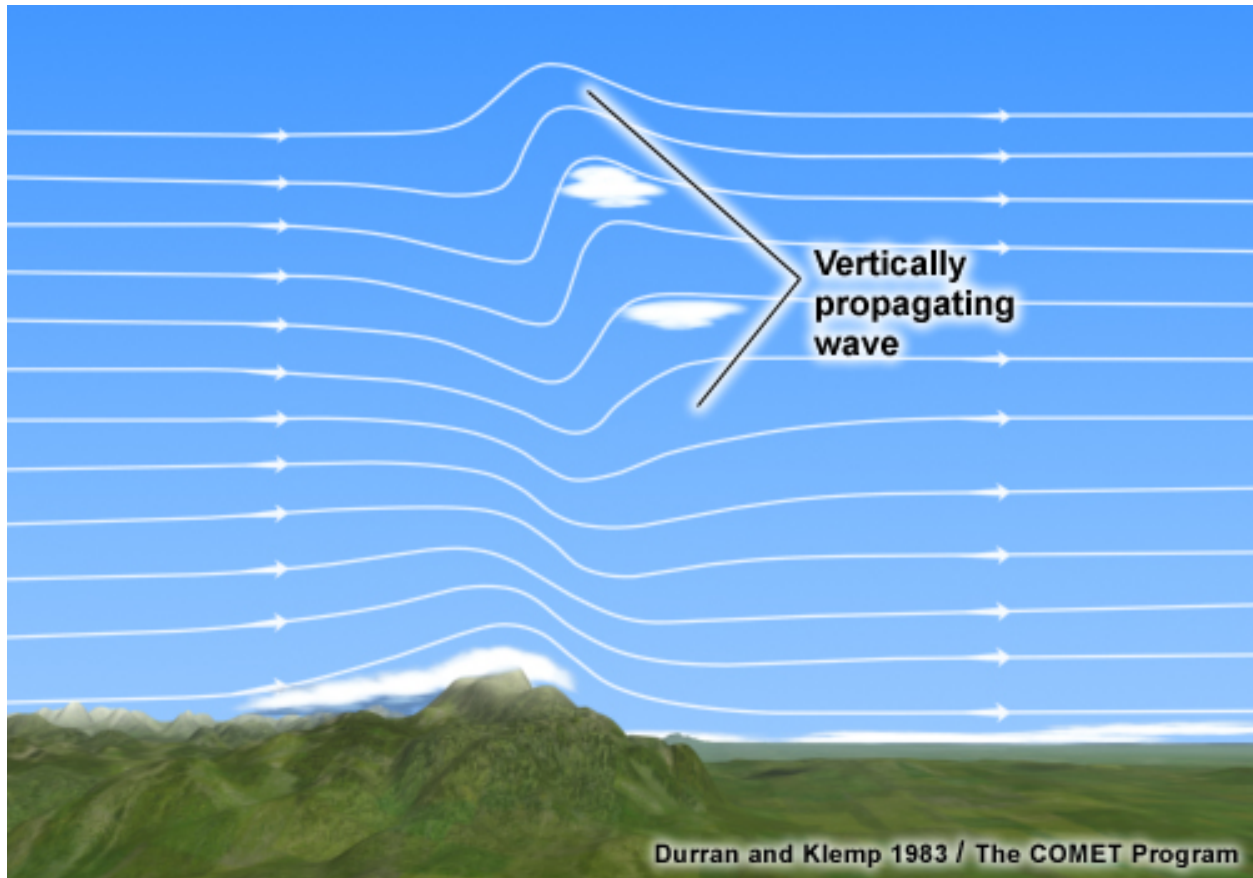 Vertically
propagating
wave
Durran and Klemp 1983 / The COMET Program